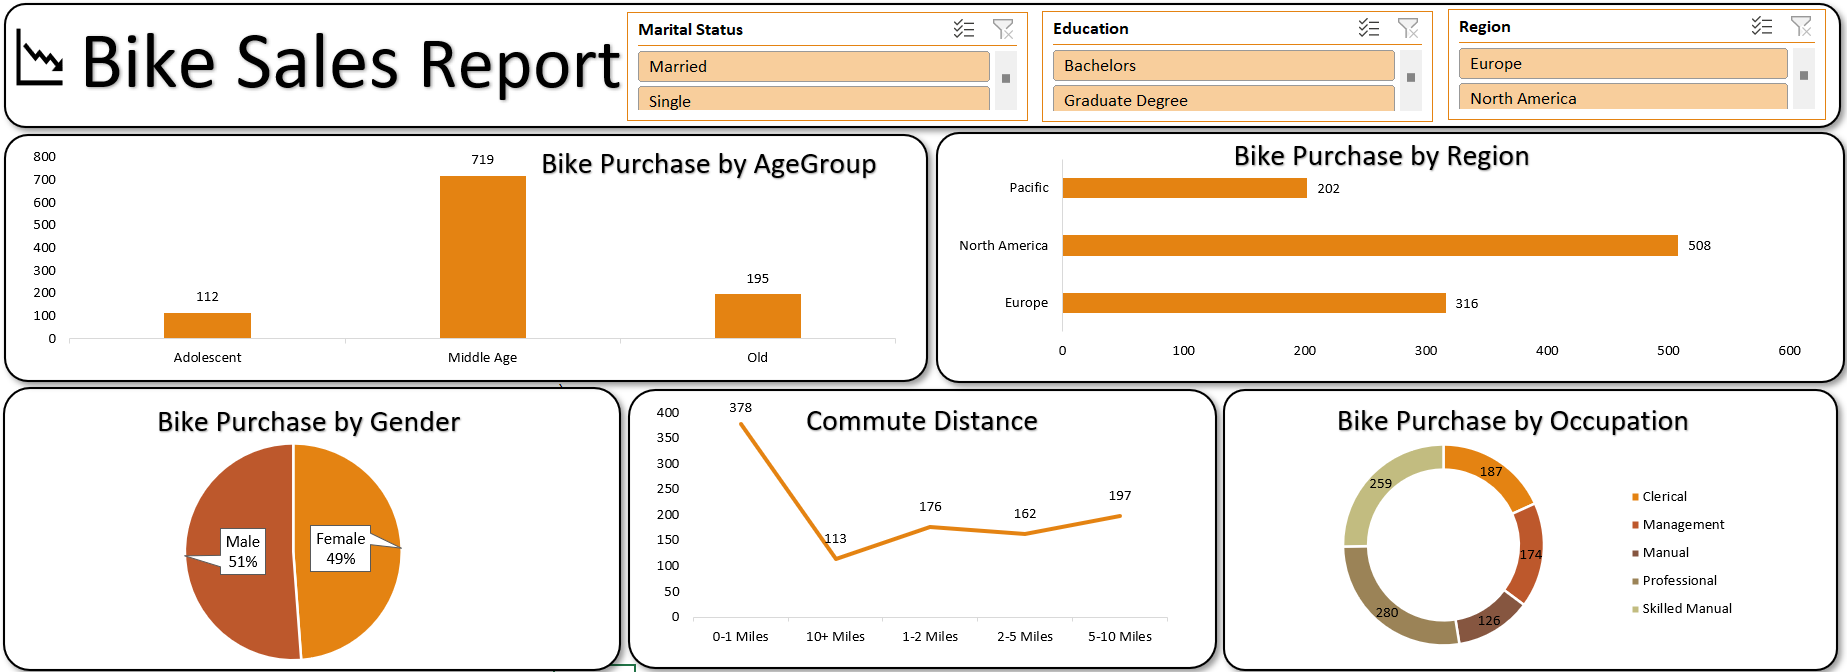 Bike Sales Report
Marital Status
Married
Single
Education
Bachelors
Graduate Degree
Region
Europe
North America
Bike Purchase by AgeGroup
800
700
600
500
400
300
200
100
0
112
719
195
Adolescent
Middle Age
Old
Bike Purchase by Region
Pacific
202
North America
508
Europe
316
0 100 200 300 400 500 600
Bike Purchase by Gender
Male
51%
Female
49%
Commute Distance
400
350
300
250
200
150
100
50
0
378
113
176
162
197
0-1 Miles
10+ Miles
1-2 Miles
2-5 Miles
5-10 Miles
Bike Purchase by Occupation
187
174
126
280
259
Clerical
Management
Manual
Professional
Skilled Manual